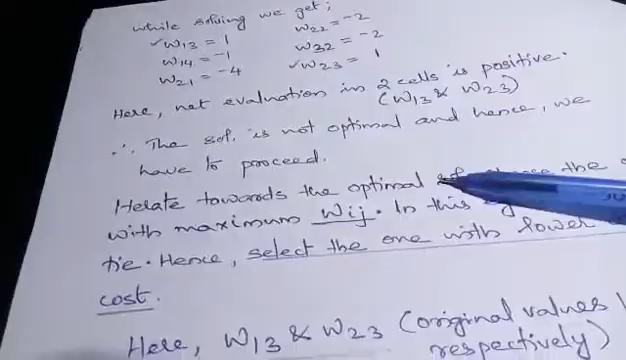 while solving we get;
✓W13 = 1 W22 = -2
W14 = -1 W32 = -2
W21 = -4 ✓W23 = 1
Here, net evaluation in 2 cells is positive.
(W13 & W23)
∴ The sol. is not optimal and hence, we
have to proceed.
Iterate towards the optimal the
with maximum Wij. In this
tie. Hence, select the one with lower
cost.
Here, W13 & W23 (original values
respectively)